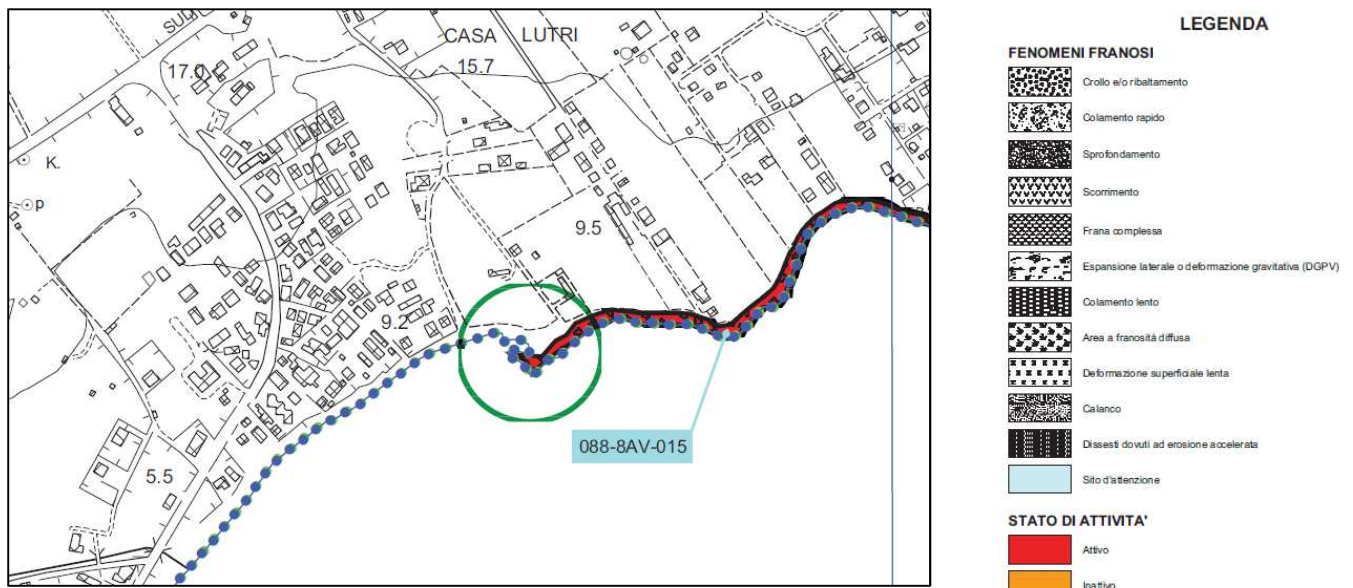 SUD
CASA LUTRI
17.0
15.7
K.
p
9.5
9.2
088-8AV-015
5.5
LEGENDA
FENOMENI FRANOSI
Crollo e/o ribaltamento
Colamento rapido
Sprofondamento
Scorrimento
Frana complessa
Espansione laterale o deformazione gravitativa (DGPV)
Colamento lento
Area a franosità diffusa
Deformazione superficiale lenta
Calanco
Dissesti dovuti ad erosione accelerata
Sito d'attenzione
STATO DI ATTIVITA'
Attivo
Inattivo